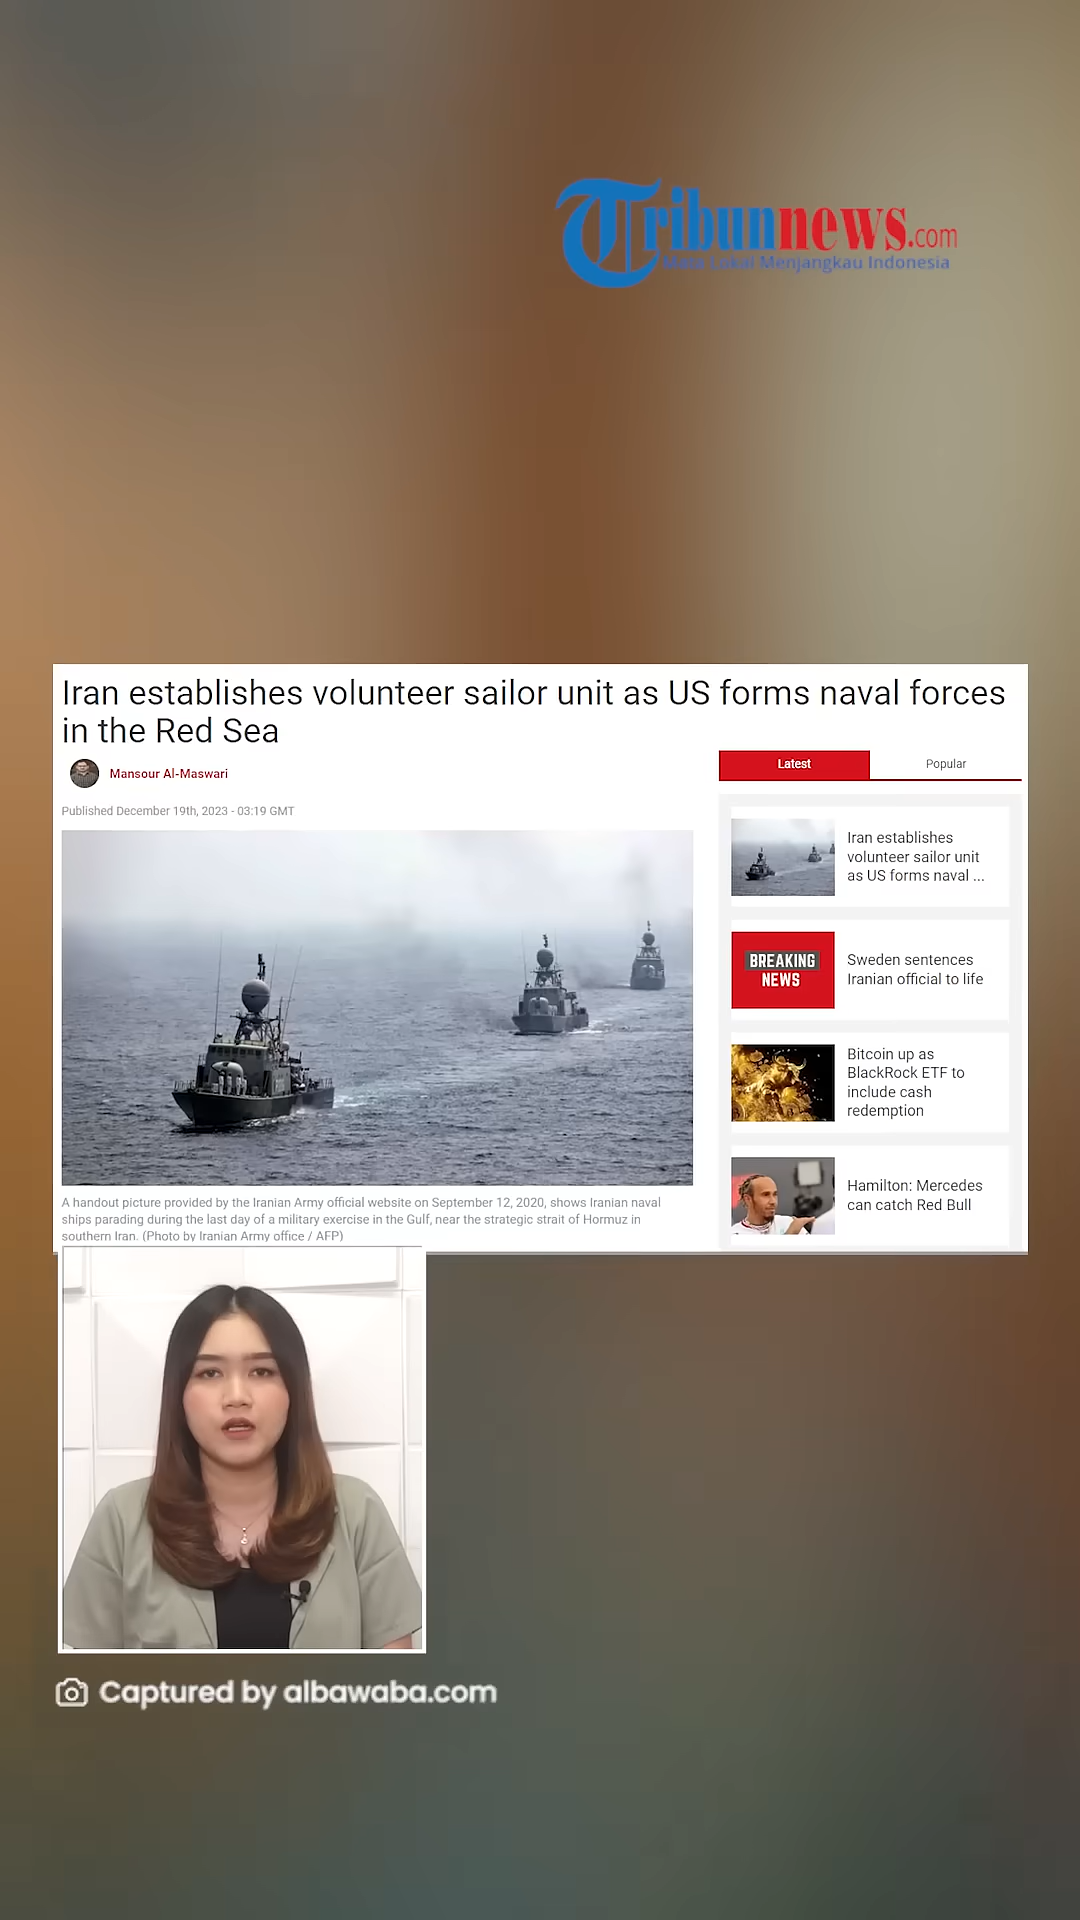 Tribunnews.com
Mata Lokal Menjangkau Indonesia
Iran establishes volunteer sailor unit as US forms naval forces
in the Red Sea
Mansour Al-Maswari
Published December 19th, 2023 - 03:19 GMT
A handout picture provided by the Iranian Army official website on September 12, 2020, shows Iranian naval
ships parading during the last day of a military exercise in the Gulf, near the strategic strait of Hormuz in
southern Iran. (Photo by Iranian Army office / AFP)
Latest
Popular
Iran establishes
volunteer sailor unit
as US forms naval ...
BREAKING
NEWS
Sweden sentences
Iranian official to life
Bitcoin up as
BlackRock ETF to
include cash
redemption
Hamilton: Mercedes
can catch Red Bull
Captured by albawaba.com